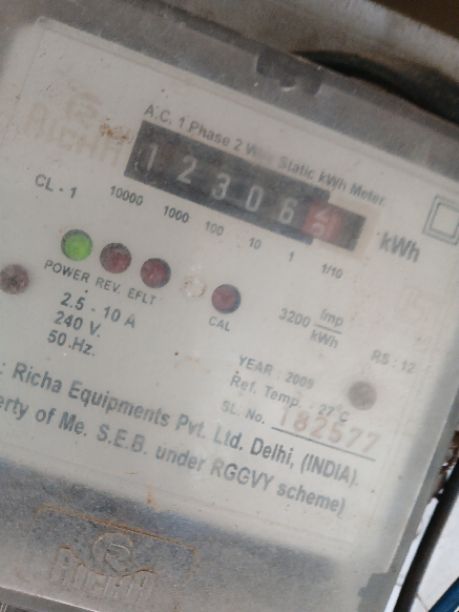 RICHA
A.C. 1 Phase 2 Wire Static kWh Meter
1 2 3 0 6
kWh
CL - 1
10000 1000 100 10 1 1/10
POWER REV. EFLT
CAL
2.5 - 10 A
240 V.
50 Hz.
3200 Imp/kWh
RS : 12
YEAR : 2009
Ref. Temp. 27°C
SL. No. 182577
: Richa Equipments Pvt. Ltd. Delhi, (INDIA).
erty of Me. S.E.B. under RGGVY scheme)
R
RICHA